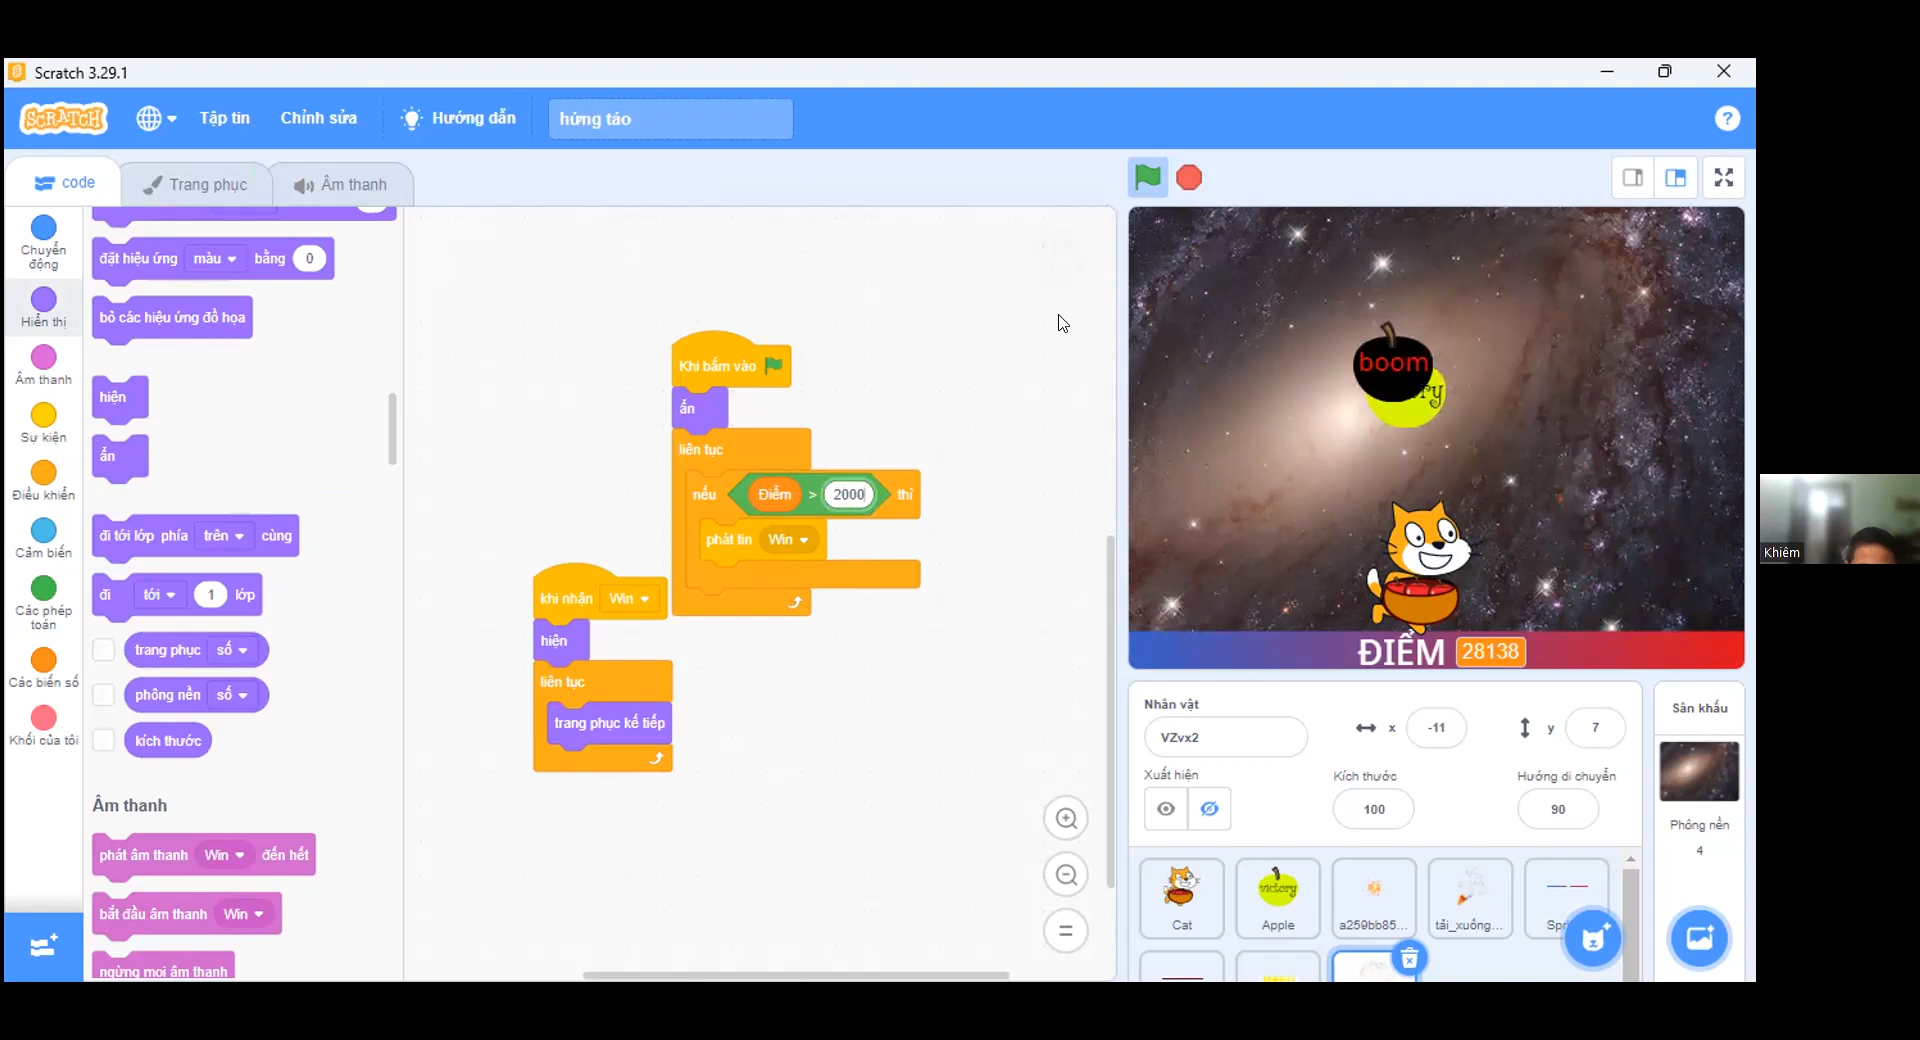 Scratch 3.29.1
SCRATCH
Tập tin
Chỉnh sửa
Hướng dẫn
hứng táo
?
code
Trang phục
Âm thanh
Chuyển động
Hiển thị
Âm thanh
Sự kiện
Điều khiển
Cảm biến
Các phép toán
Các biến số
Khối của tôi
đặt hiệu ứng màu bằng 0
bỏ các hiệu ứng đồ họa
hiện
ẩn
đi tới lớp phía trên cùng
đi tới 1 lớp
trang phục số
phông nền số
kích thước
Âm thanh
phát âm thanh Win đến hết
bắt đầu âm thanh Win
ngừng mọi âm thanh
Khi bấm vào
ẩn
liên tục
nếu Điểm > 2000 thì
phát tin Win
khi nhận Win
hiện
liên tục
trang phục kế tiếp
boom
ry
ĐIỂM 28138
Nhân vật
VZvx2
x -11
y 7
Xuất hiện
Kích thước
100
Hướng di chuyển
90
Sân khấu
Phông nền
4
Cat
victory
Apple
a259bb85...
tải_xuống...
Khiêm